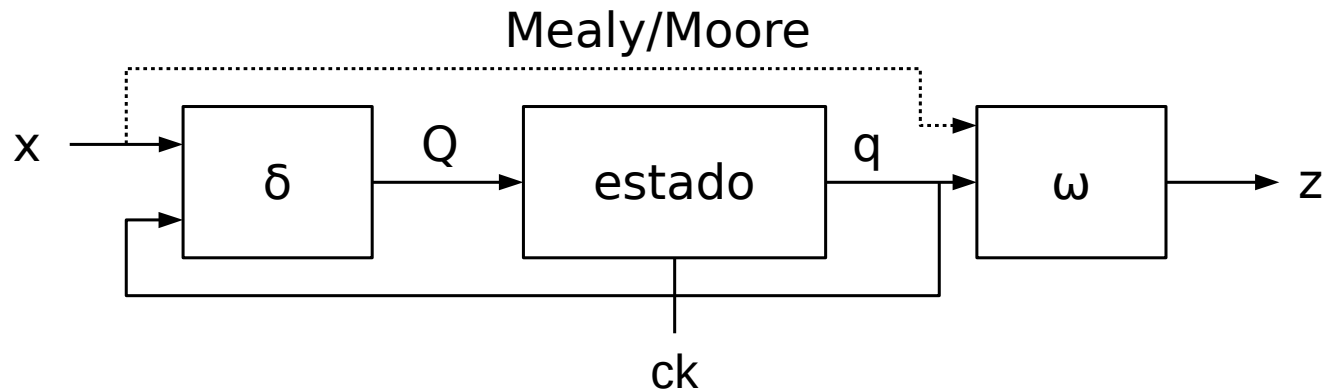 Mealy/Moore
x
δ
Q
estado
q
ω
z
ck